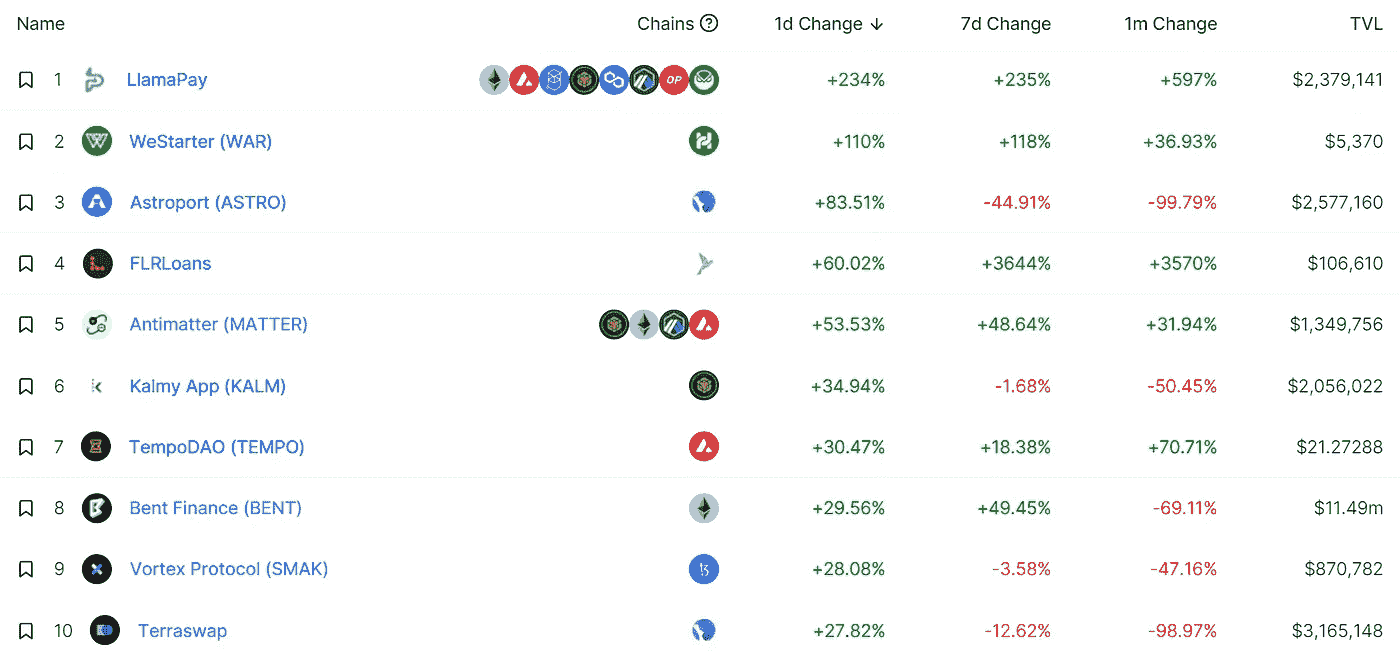 Name Chains ? 1d Change ↓ 7d Change 1m Change TVL
1 LlamaPay OP +234% +235% +597% $2,379,141
2 WeStarter (WAR) +110% +118% +36.93% $5,370
3 Astroport (ASTRO) +83.51% -44.91% -99.79% $2,577,160
4 FLRLoans +60.02% +3644% +3570% $106,610
5 Antimatter (MATTER) +53.53% +48.64% +31.94% $1,349,756
6 Kalmy App (KALM) +34.94% -1.68% -50.45% $2,056,022
7 TempoDAO (TEMPO) +30.47% +18.38% +70.71% $21.27288
8 Bent Finance (BENT) +29.56% +49.45% -69.11% $11.49m
9 Vortex Protocol (SMAK) +28.08% -3.58% -47.16% $870,782
10 Terraswap +27.82% -12.62% -98.97% $3,165,148